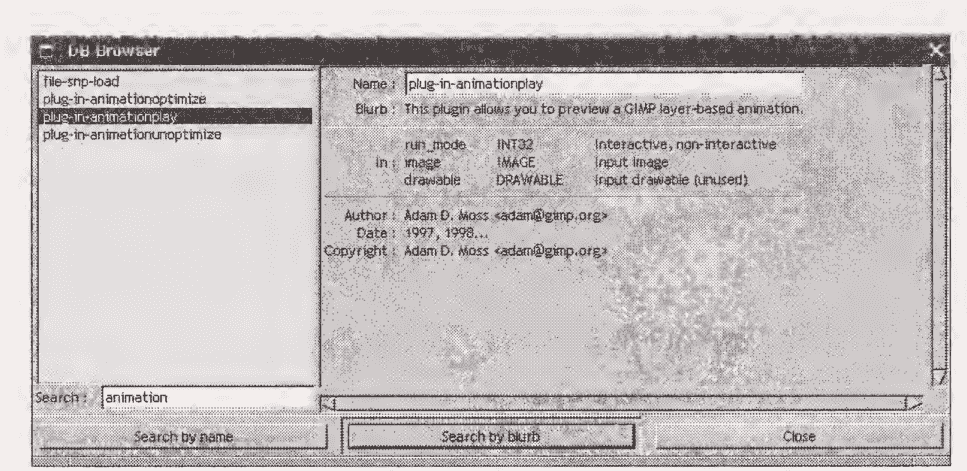 DB Browser
file-snp-load
plug-in-animationoptimize
plug-in-animationplay
plug-in-animationunoptimize
Search : animation
Name : plug-in-animationplay
Blurb : This plugin allows you to preview a GIMP layer-based animation.
run_mode INT32 Interactive, non-interactive
In : image IMAGE Input image
drawable DRAWABLE Input drawable (unused)
Author : Adam D. Moss <adam@gimp.org>
Date : 1997, 1998...
Copyright : Adam D. Moss <adam@gimp.org>
Search by name Search by blurb Close